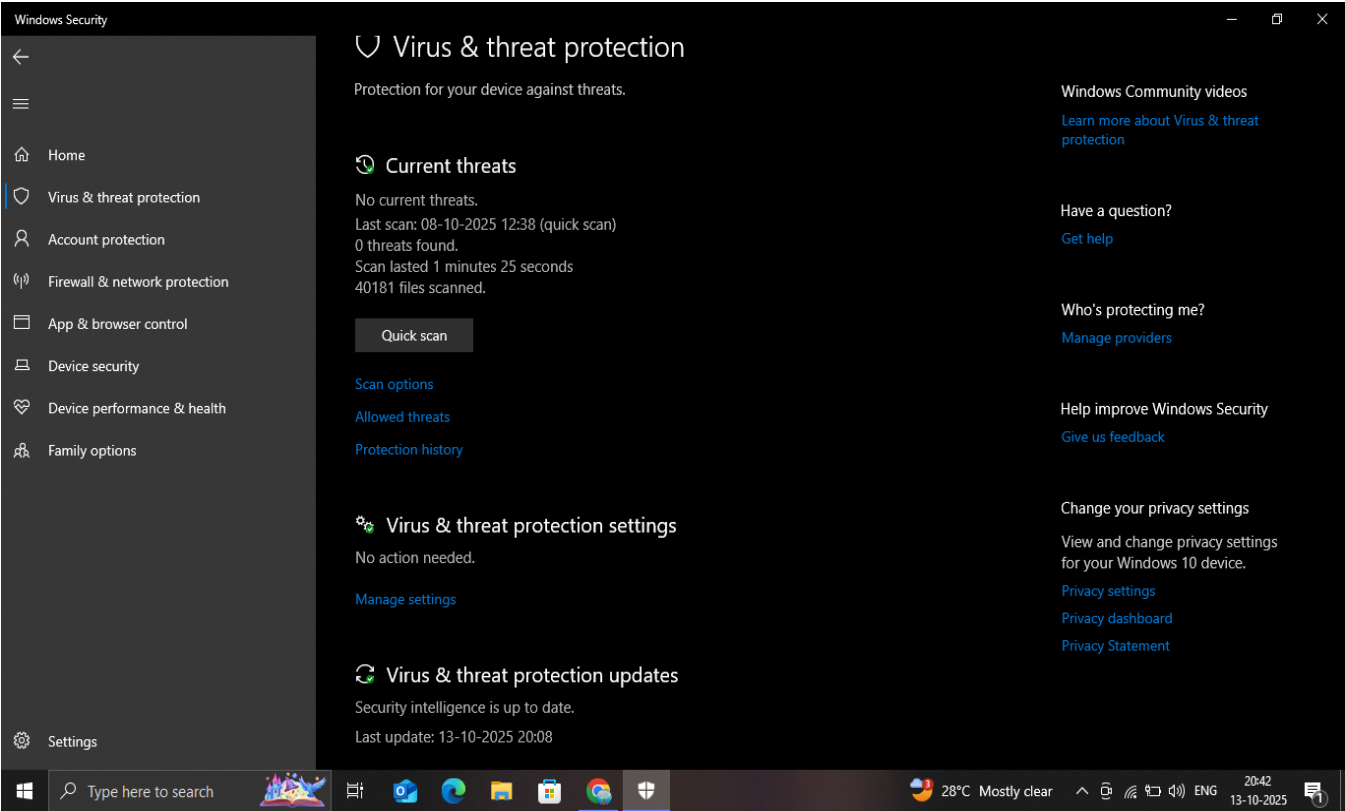 Windows Security
Virus & threat protection
Protection for your device against threats.
Current threats
No current threats.
Last scan: 08-10-2025 12:38 (quick scan)
0 threats found.
Scan lasted 1 minutes 25 seconds
40181 files scanned.
Quick scan
Scan options
Allowed threats
Protection history
Virus & threat protection settings
No action needed.
Manage settings
Virus & threat protection updates
Security intelligence is up to date.
Last update: 13-10-2025 20:08
Home
Virus & threat protection
Account protection
Firewall & network protection
App & browser control
Device security
Device performance & health
Family options
Settings
Windows Community videos
Learn more about Virus & threat
protection
Have a question?
Get help
Who's protecting me?
Manage providers
Help improve Windows Security
Give us feedback
Change your privacy settings
View and change privacy settings
for your Windows 10 device.
Privacy settings
Privacy dashboard
Privacy Statement
Type here to search
3
28°C Mostly clear
ENG
20:42
13-10-2025
1